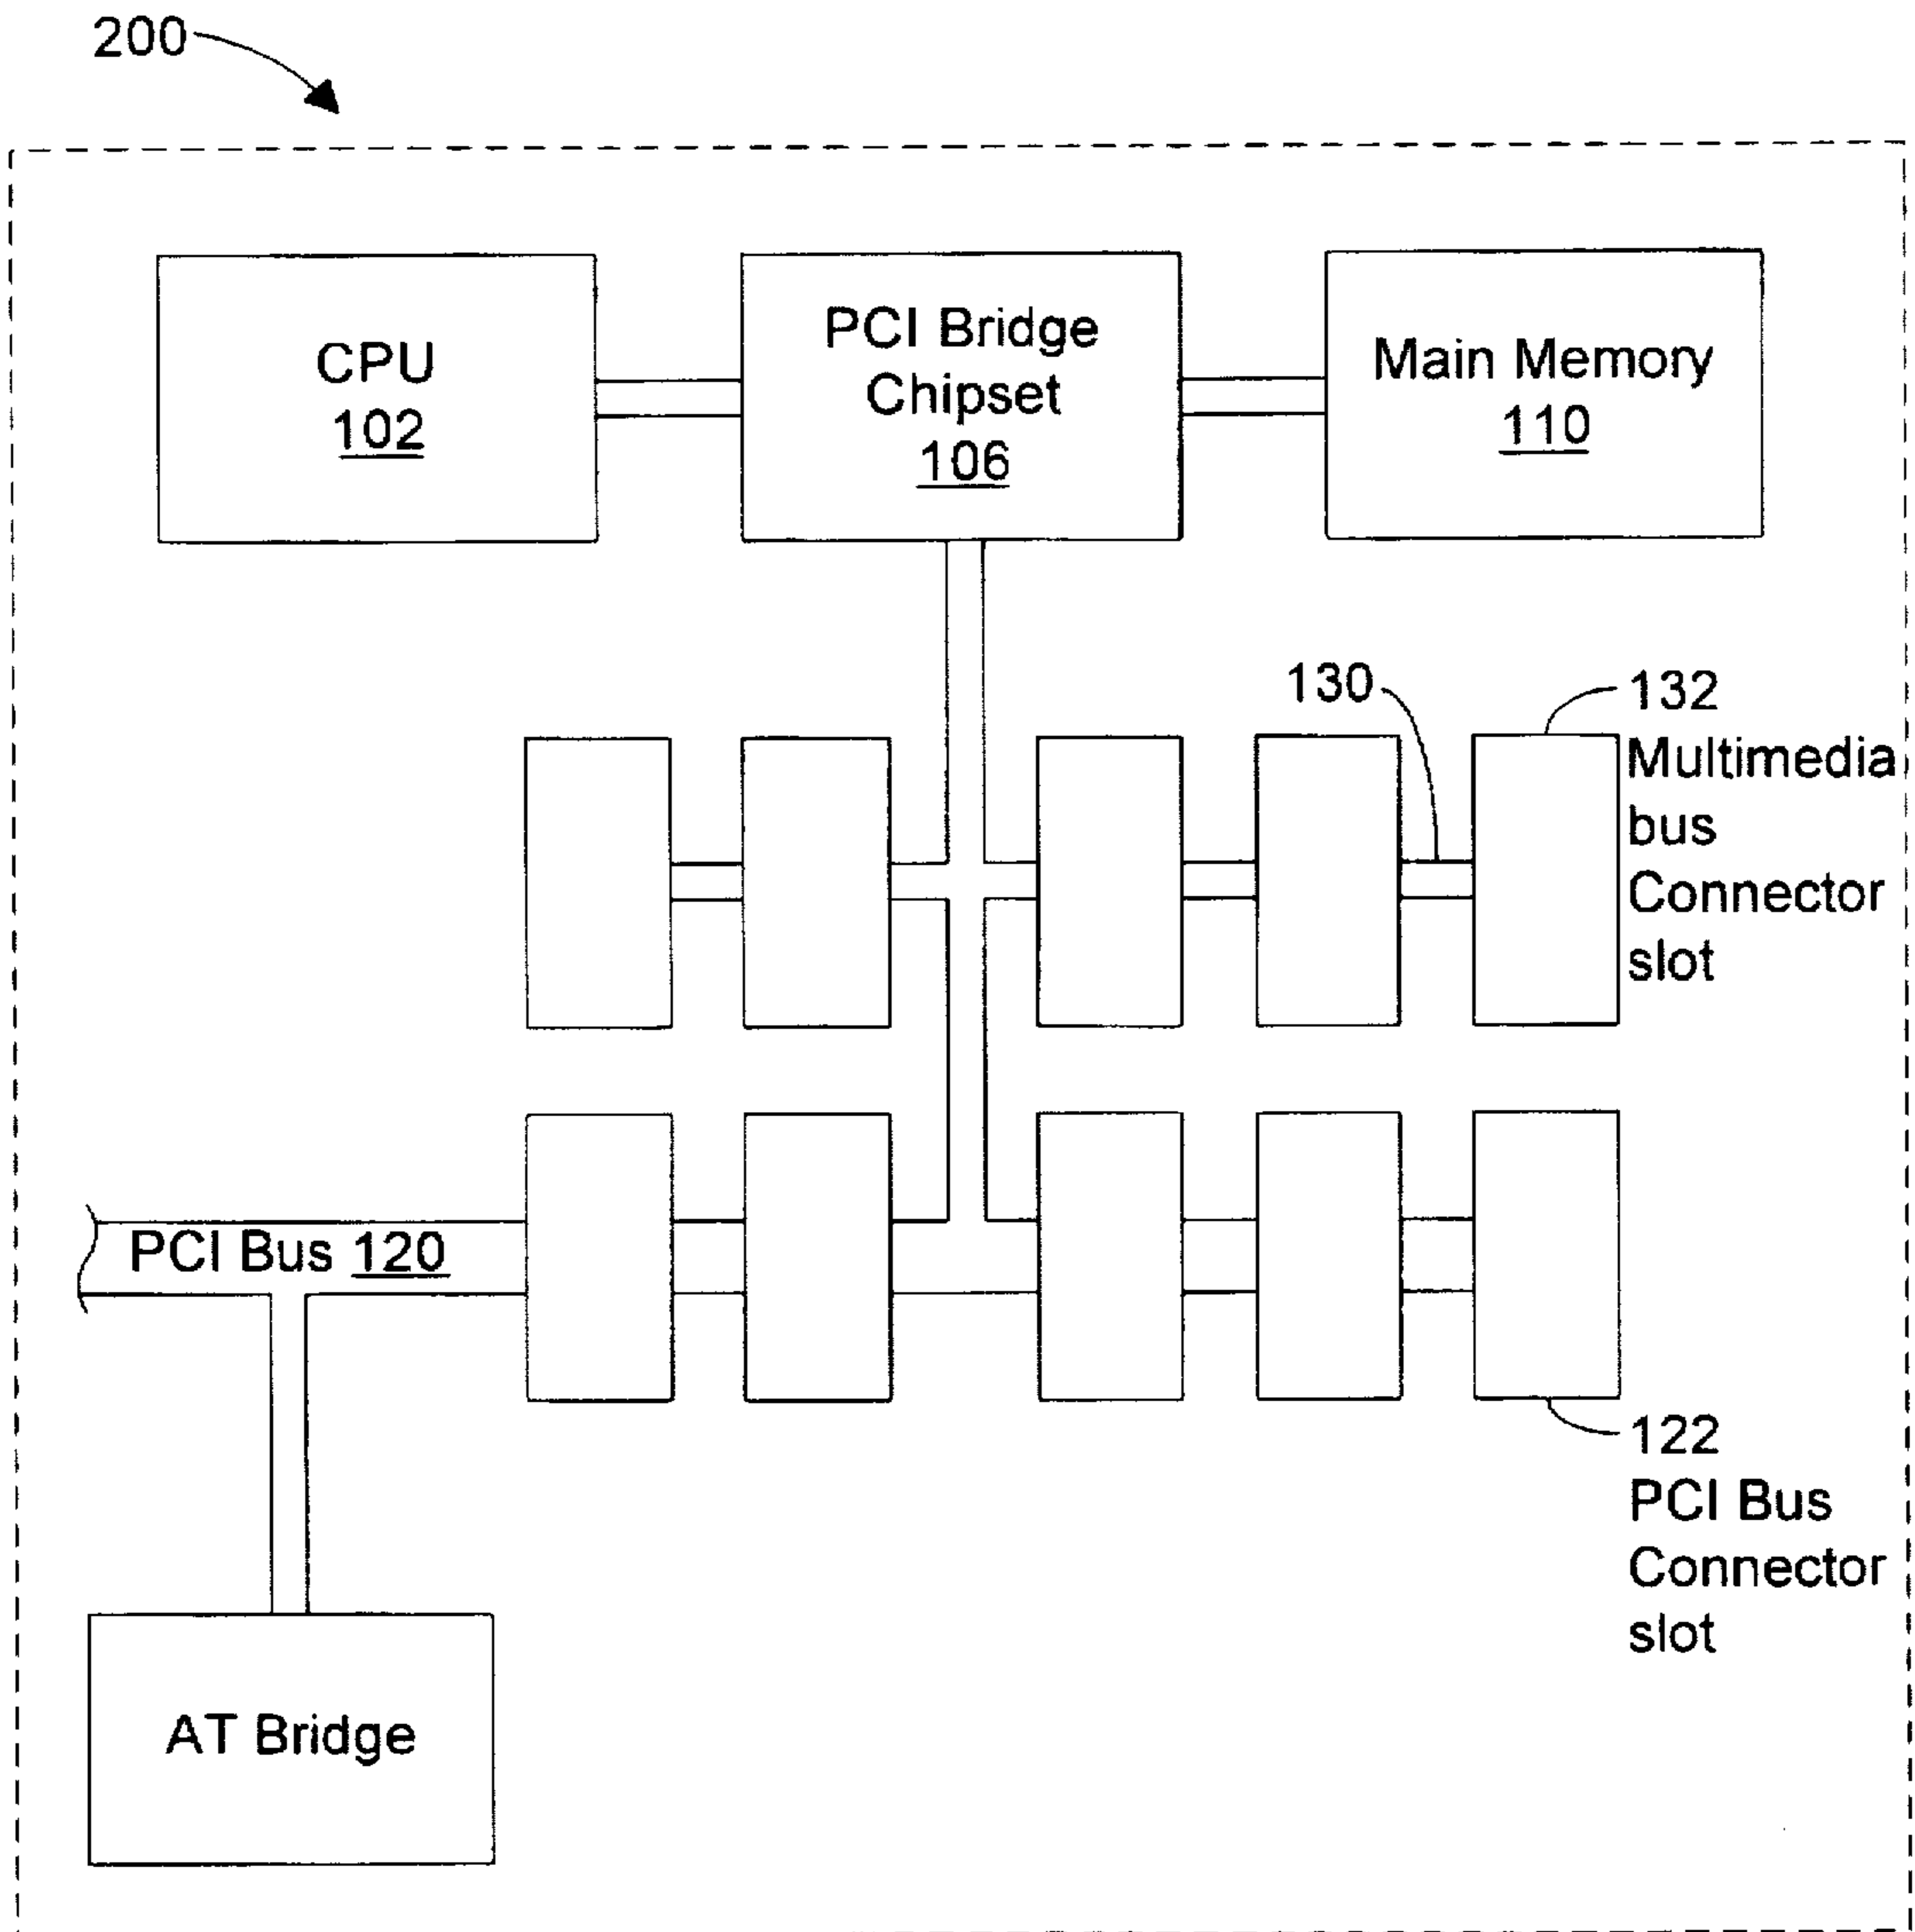 200
CPU
102
PCI Bridge
Chipset
106
Main Memory
110
130
132
Multimedia
bus
Connector
slot
PCI Bus 120
122
PCI Bus
Connector
slot
AT Bridge